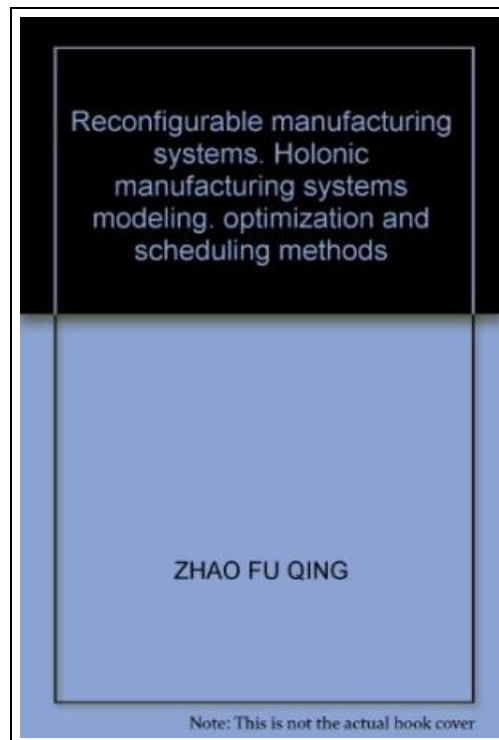 Reconfigurable manufacturing
systems. Holonic
manufacturing systems
modeling. optimization and
scheduling methods
ZHAO FU QING
Note: This is not the actual book cover